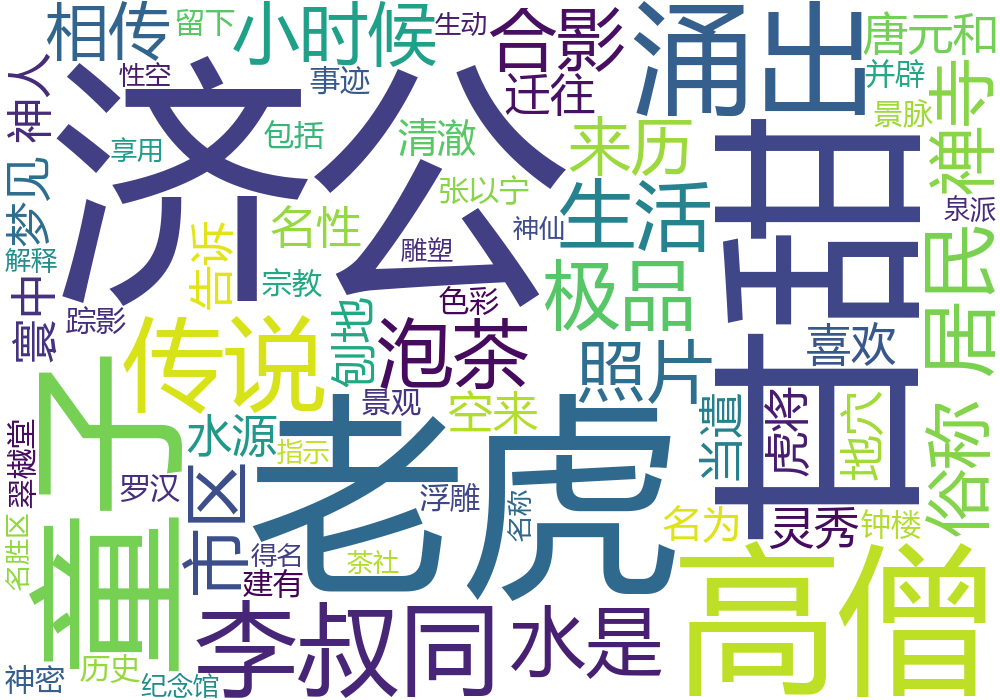 相传
留下
小时候
生动
合影
涌出
唐元和
神人
性空
事迹
迁往
并辟
济公
景脉
禅寺
享用
包括
清澈
来历
甘甜
梦见
张以宁
生活
泉派
名性
神仙
告诉
解释
雕塑
居民
宗教
极品
寰中
踪影
色彩
刨地
传说
泡茶
喜欢
照片
童子
景观
空来
当遣
虎将
地穴
俗称
水源
老虎
翠樾堂
指示
罗汉
市区
浮雕
名称
名为
灵秀
钟楼
名胜区
得名
茶社
建有
高僧
李叔同
水是
神密
历史
纪念馆